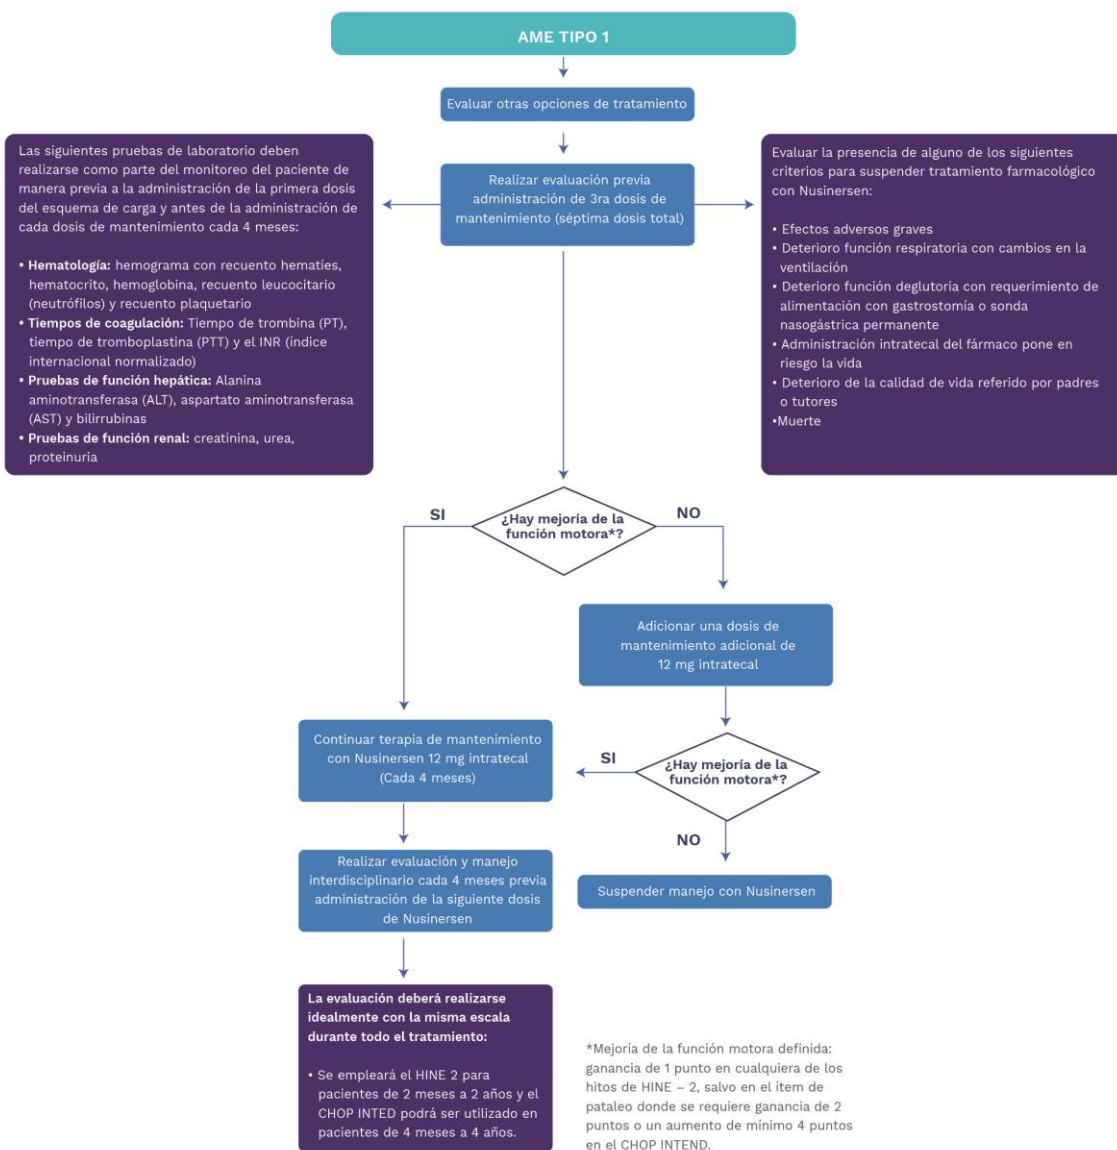 AME TIPO 1
Evaluar otras opciones de tratamiento
Las siguientes pruebas de laboratorio deben
realizarse como parte del monitoreo del paciente de
manera previa a la administración de la primera dosis
del esquema de carga y antes de la administración de
cada dosis de mantenimiento cada 4 meses:
• Hematología: hemograma con recuento hematíes,
hematocrito, hemoglobina, recuento leucocitario
(neutrófilos) y recuento plaquetario
• Tiempos de coagulación: Tiempo de trombina (PT),
tiempo de tromboplastina (PTT) y el INR (índice
internacional normalizado)
• Pruebas de función hepática: Alanina
aminotransferasa (ALT), aspartato aminotransferasa
(AST) y bilirrubinas
• Pruebas de función renal: creatinina, urea,
proteinuria
Realizar evaluación previa
administración de 3ra dosis de
mantenimiento (séptima dosis total)
Evaluar la presencia de alguno de los siguientes
criterios para suspender tratamiento farmacológico
con Nusinersen:
• Efectos adversos graves
• Deterioro función respiratoria con cambios en la
ventilación
• Deterioro función deglutoria con requerimiento de
alimentación con gastrostomía o sonda
nasogástrica permanente
• Administración intratecal del fármaco pone en
riesgo la vida
• Deterioro de la calidad de vida referido por padres
o tutores
•Muerte
SI
¿Hay mejoría de la
función motora*?
NO
Adicionar una dosis de
mantenimiento adicional de
12 mg intratecal
Continuar terapia de mantenimiento
con Nusinersen 12 mg intratecal
(Cada 4 meses)
SI
¿Hay mejoría de la
función motora*?
NO
Realizar evaluación y manejo
interdisciplinario cada 4 meses previa
administración de la siguiente dosis
de Nusinersen
Suspender manejo con Nusinersen
La evaluación deberá realizarse
idealmente con la misma escala
durante todo el tratamiento:
• Se empleará el HINE 2 para
pacientes de 2 meses a 2 años y el
CHOP INTED podrá ser utilizado en
pacientes de 4 meses a 4 años.
*Mejoría de la función motora definida:
ganancia de 1 punto en cualquiera de los
hitos de HINE – 2, salvo en el ítem de
pataleo donde se requiere ganancia de 2
puntos o un aumento de mínimo 4 puntos
en el CHOP INTEND.